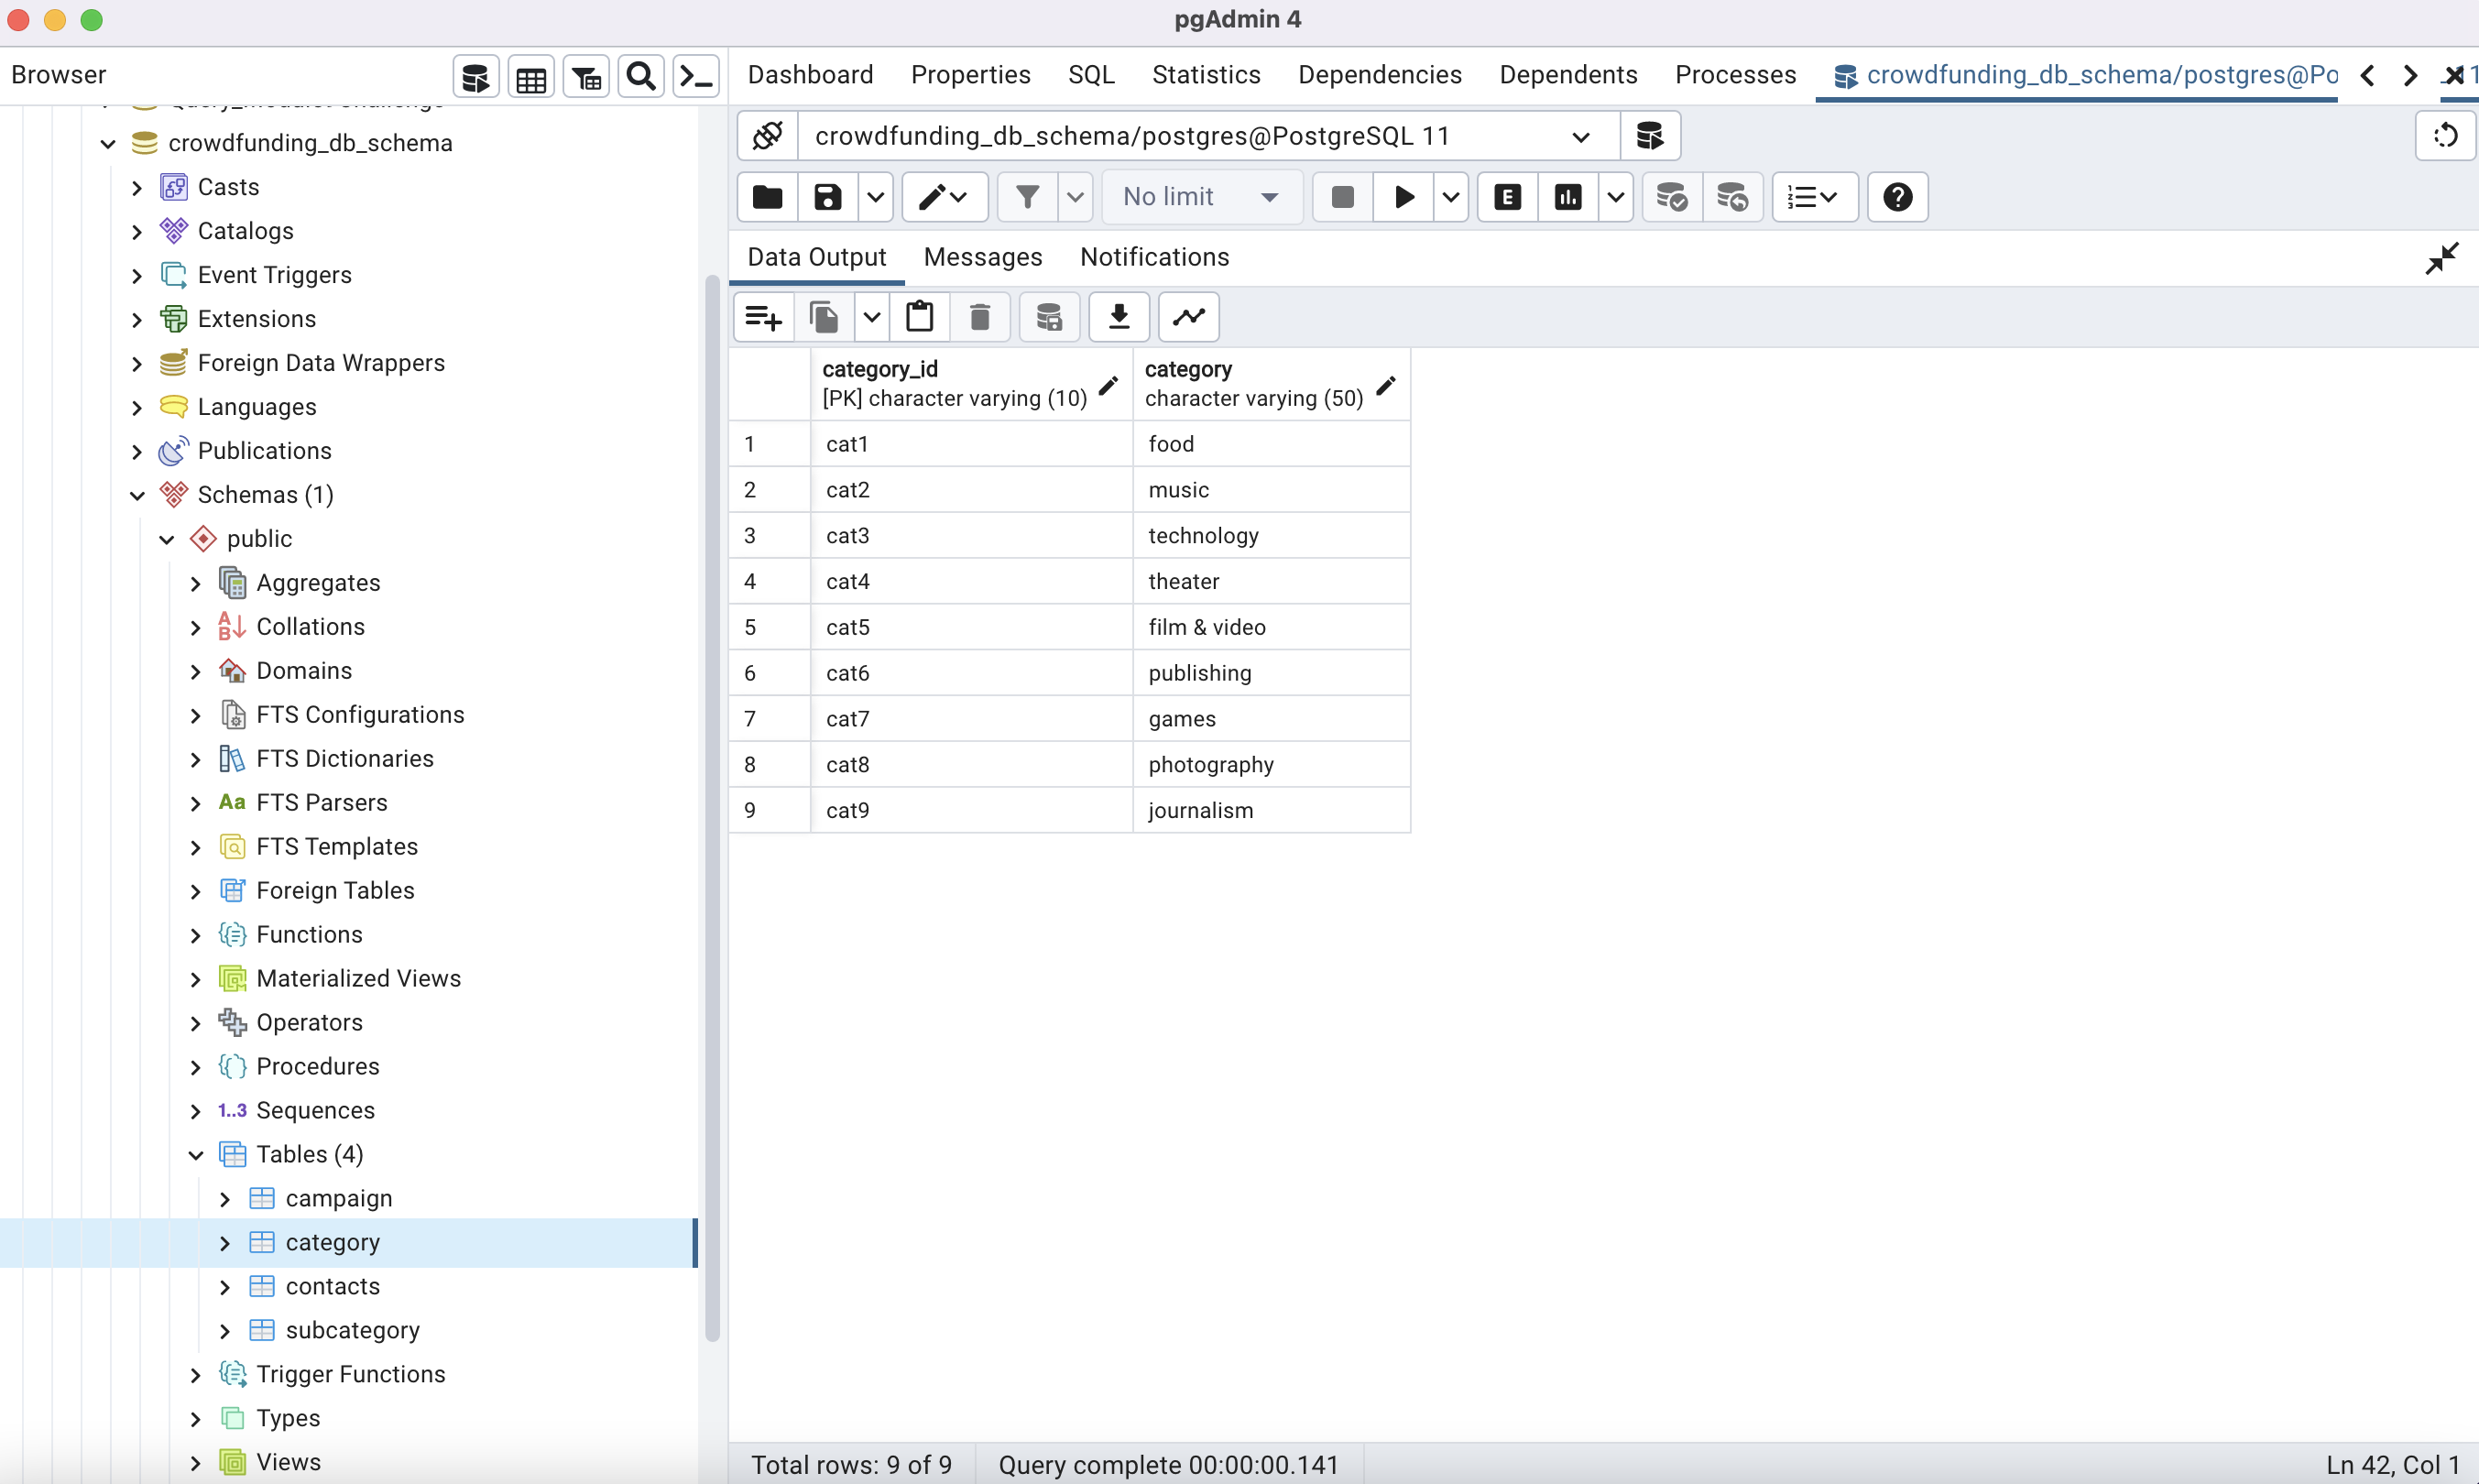 pgAdmin 4
Browser
Dashboard Properties SQL Statistics Dependencies Dependents Processes crowdfunding_db_schema/postgres@Po
crowdfunding_db_schema
Casts
Catalogs
Event Triggers
Extensions
Foreign Data Wrappers
Languages
Publications
Schemas (1)
public
Aggregates
Collations
Domains
FTS Configurations
FTS Dictionaries
Aa FTS Parsers
FTS Templates
Foreign Tables
Functions
Materialized Views
Operators
Procedures
1..3 Sequences
Tables (4)
campaign
category
contacts
subcategory
Trigger Functions
Types
Views
crowdfunding_db_schema/postgres@PostgreSQL 11
No limit
E
Data Output Messages Notifications
category_id category
[PK] character varying (10) character varying (50)
1 cat1 food
2 cat2 music
3 cat3 technology
4 cat4 theater
5 cat5 film & video
6 cat6 publishing
7 cat7 games
8 cat8 photography
9 cat9 journalism
Total rows: 9 of 9 Query complete 00:00:00.141 Ln 42, Col 1